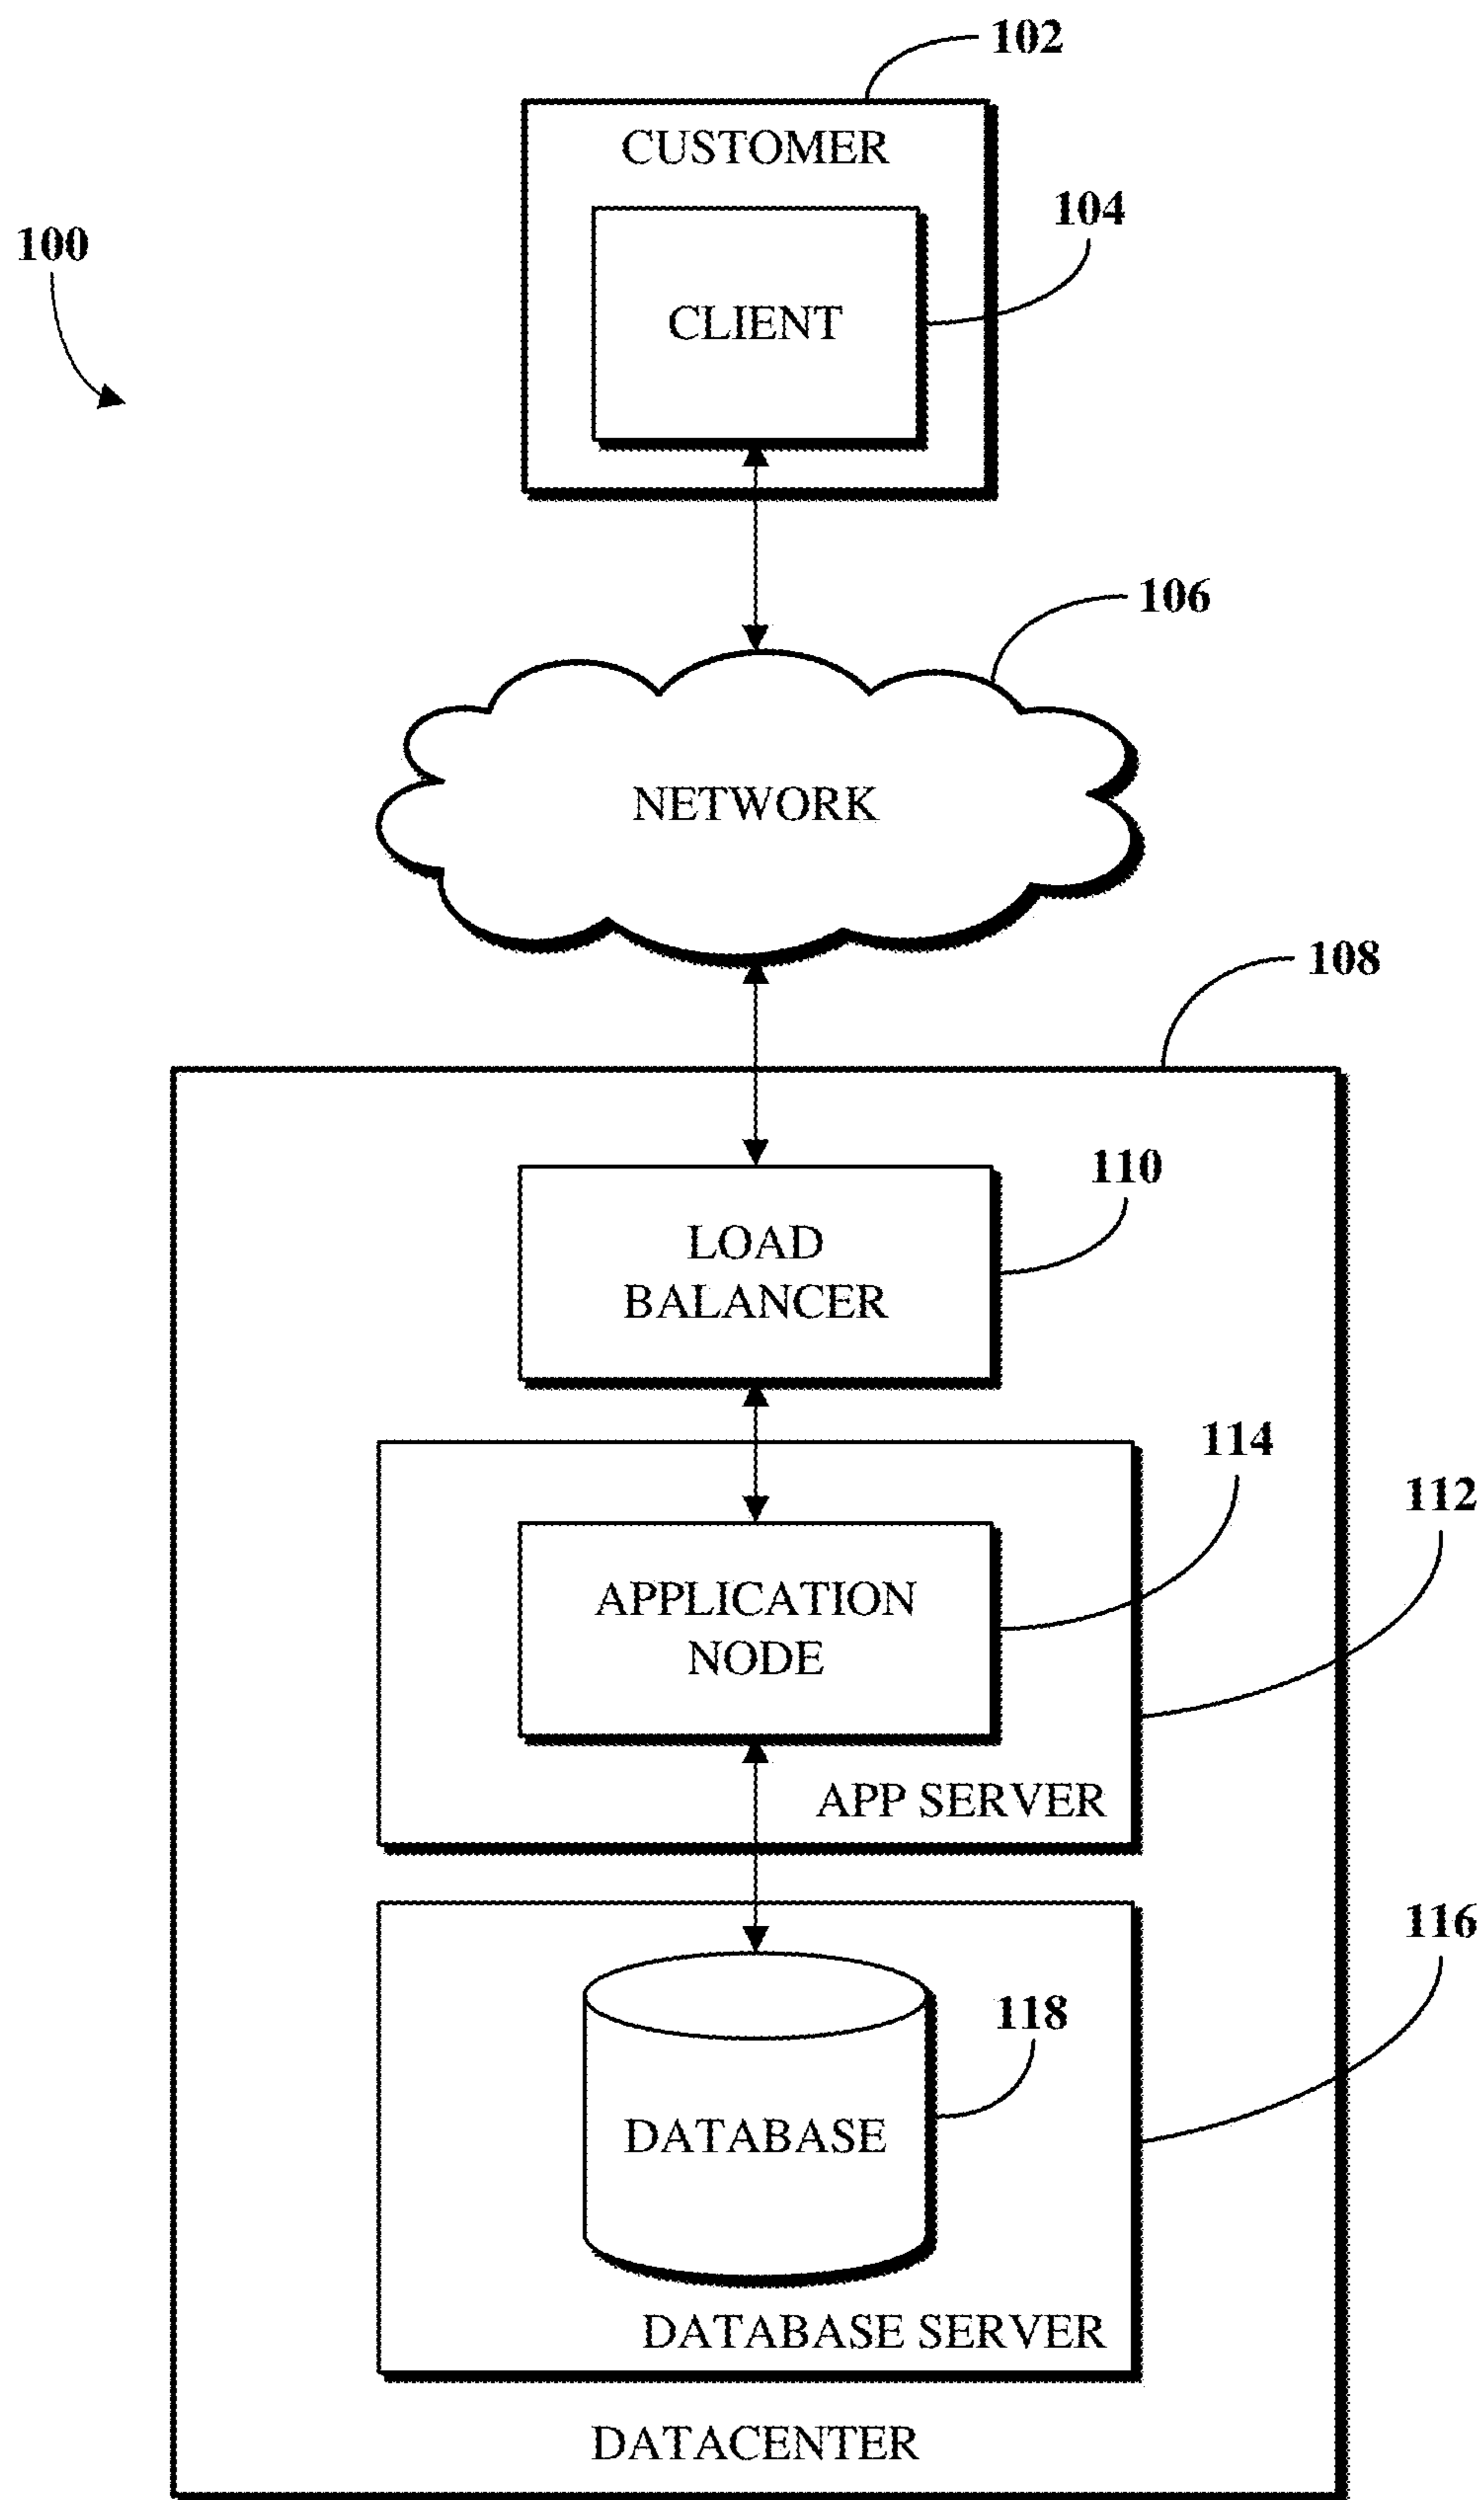 102
CUSTOMER
104
100
CLIENT
106
NETWORK
108
110
LOAD
BALANCER
114
112
APPLICATION
NODE
APP SERVER
116
118
DATABASE
DATABASE SERVER
DATACENTER